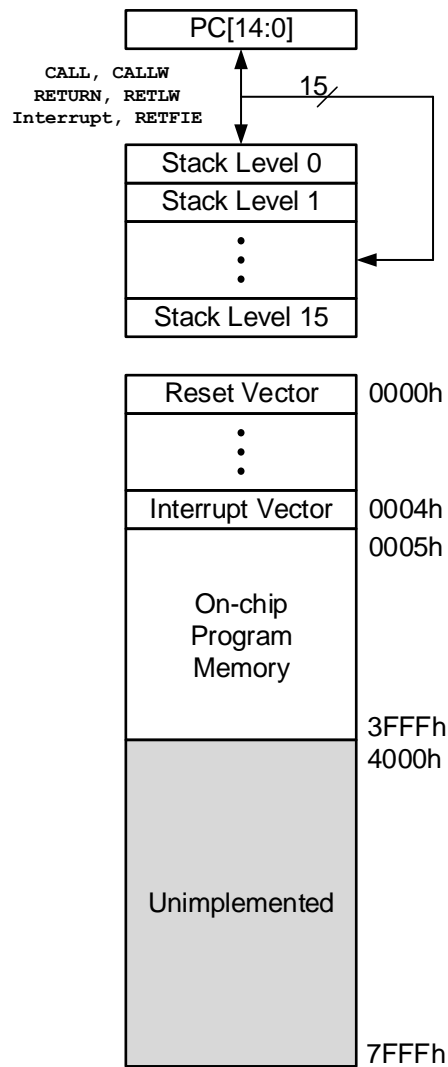 PC[14:0]
CALL, CALLW
RETURN, RETLW
Interrupt, RETFIE
15
Stack Level 0
Stack Level 1
Stack Level 15
Reset Vector
0000h
Interrupt Vector
0004h
0005h
On-chip
Program
Memory
3FFFh
4000h
Unimplemented
7FFFh